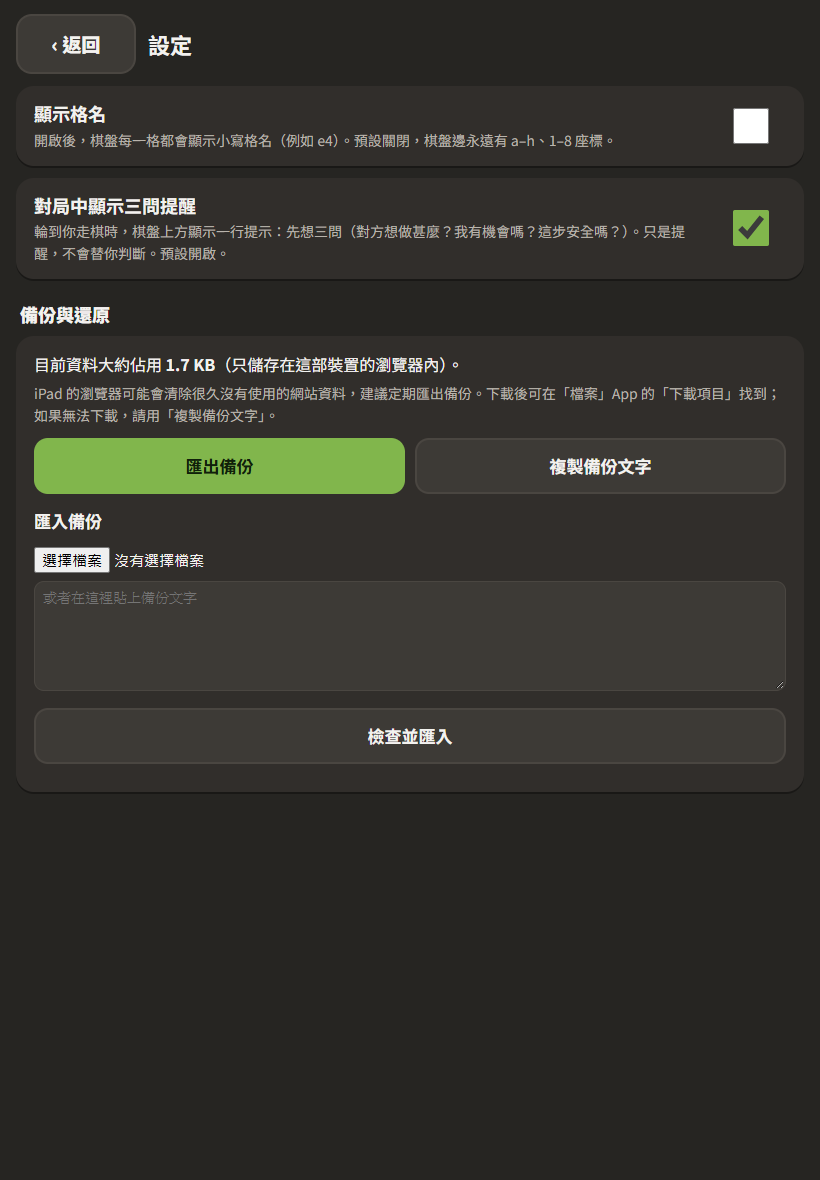 ‹ 返回
設定
顯示格名
開啟後，棋盤每一格都會顯示小寫格名（例如 e4）。預設關閉，棋盤邊永遠有 a–h、1–8 座標。
對局中顯示三問提醒
輪到你走棋時，棋盤上方顯示一行提示：先想三問（對方想做甚麼？我有機會嗎？這步安全嗎？）。只是提
醒，不會替你判斷。預設開啟。
備份與還原
目前資料大約佔用 1.7 KB（只儲存在這部裝置的瀏覽器內）。
iPad 的瀏覽器可能會清除很久沒有使用的網站資料，建議定期匯出備份。下載後可在「檔案」App 的「下載項目」找到；
如果無法下載，請用「複製備份文字」。
匯出備份
複製備份文字
匯入備份
選擇檔案 沒有選擇檔案
或者在這裡貼上備份文字
檢查並匯入